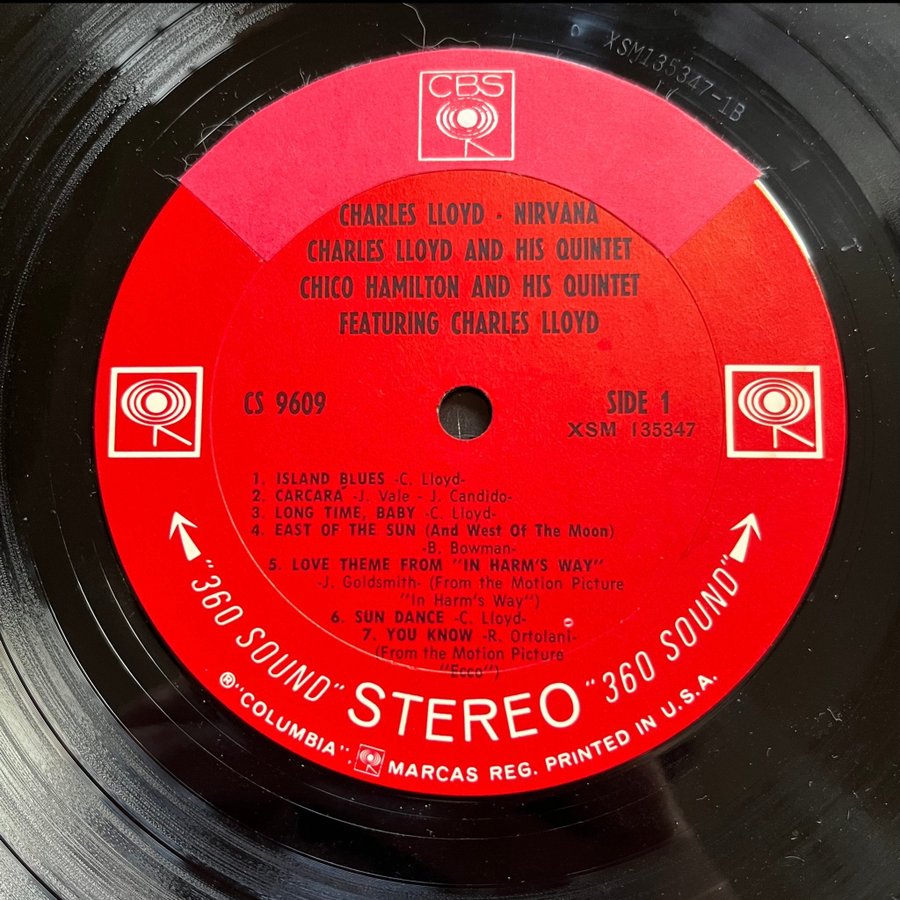 XSM135347-1B
CBS
CHARLES LLOYD - NIRVANA
CHARLES LLOYD AND HIS QUINTET
CHICO HAMILTON AND HIS QUINTET
FEATURING CHARLES LLOYD
CS 9609
SIDE 1
XSM 135347
1. ISLAND BLUES -C. Lloyd-
2. CARCARÁ -J. Vale - J. Candido-
3. LONG TIME, BABY -C. Lloyd-
4. EAST OF THE SUN (And West Of The Moon)
-B. Bowman-
5. LOVE THEME FROM "IN HARM'S WAY"
-J. Goldsmith- (From the Motion Picture
"In Harm's Way")
6. SUN DANCE -C. Lloyd-
7. YOU KNOW -R. Ortolani-
(From the Motion Picture
"Ecco")
"360 SOUND" STEREO "360 SOUND"
®"COLUMBIA", MARCAS REG. PRINTED IN U.S.A.